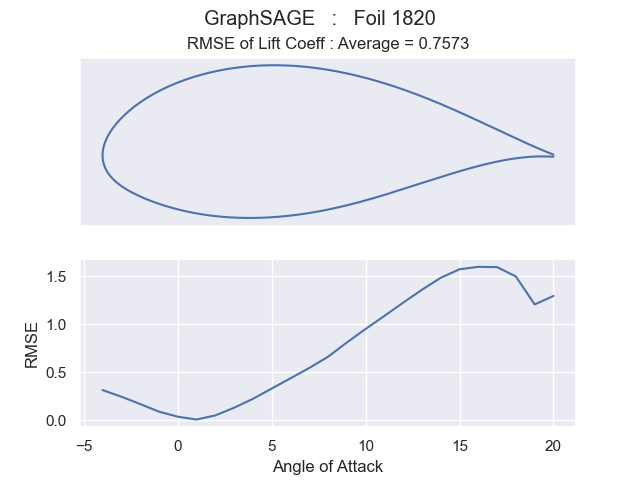 GraphSAGE : Foil 1820
RMSE of Lift Coeff : Average = 0.7573
1.5
1.0
0.5
0.0
RMSE
−5 0 5 10 15 20
Angle of Attack